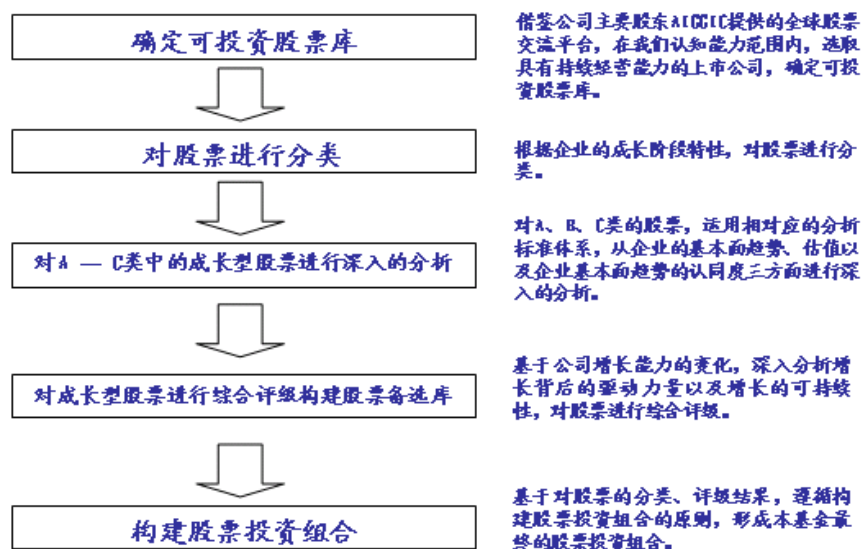 确定可投资股票库
借鉴公司主要股东AIGGIC提供的全球股票
交流平台，在我们认知能力范围内，选取
具有持续经营能力的上市公司，确定可投
资股票库。
对股票进行分类
根据企业的成长阶段特性，对股票进行分
类。
对A — C类中的成长型股票进行深入的分析
对A、B、C类的股票，运用相对应的分析
标准体系，从企业的基本面趋势、估值以
及企业基本面趋势的认同度三方面进行深
入的分析。
对成长型股票进行综合评级构建股票备选库
基于公司增长能力的变化，深入分析增
长背后的驱动力量以及增长的可持续
性，对股票进行综合评级。
构建股票投资组合
基于对股票的分类、评级结果，遵循构
建股票投资组合的原则，形成本基金最
终的股票投资组合。